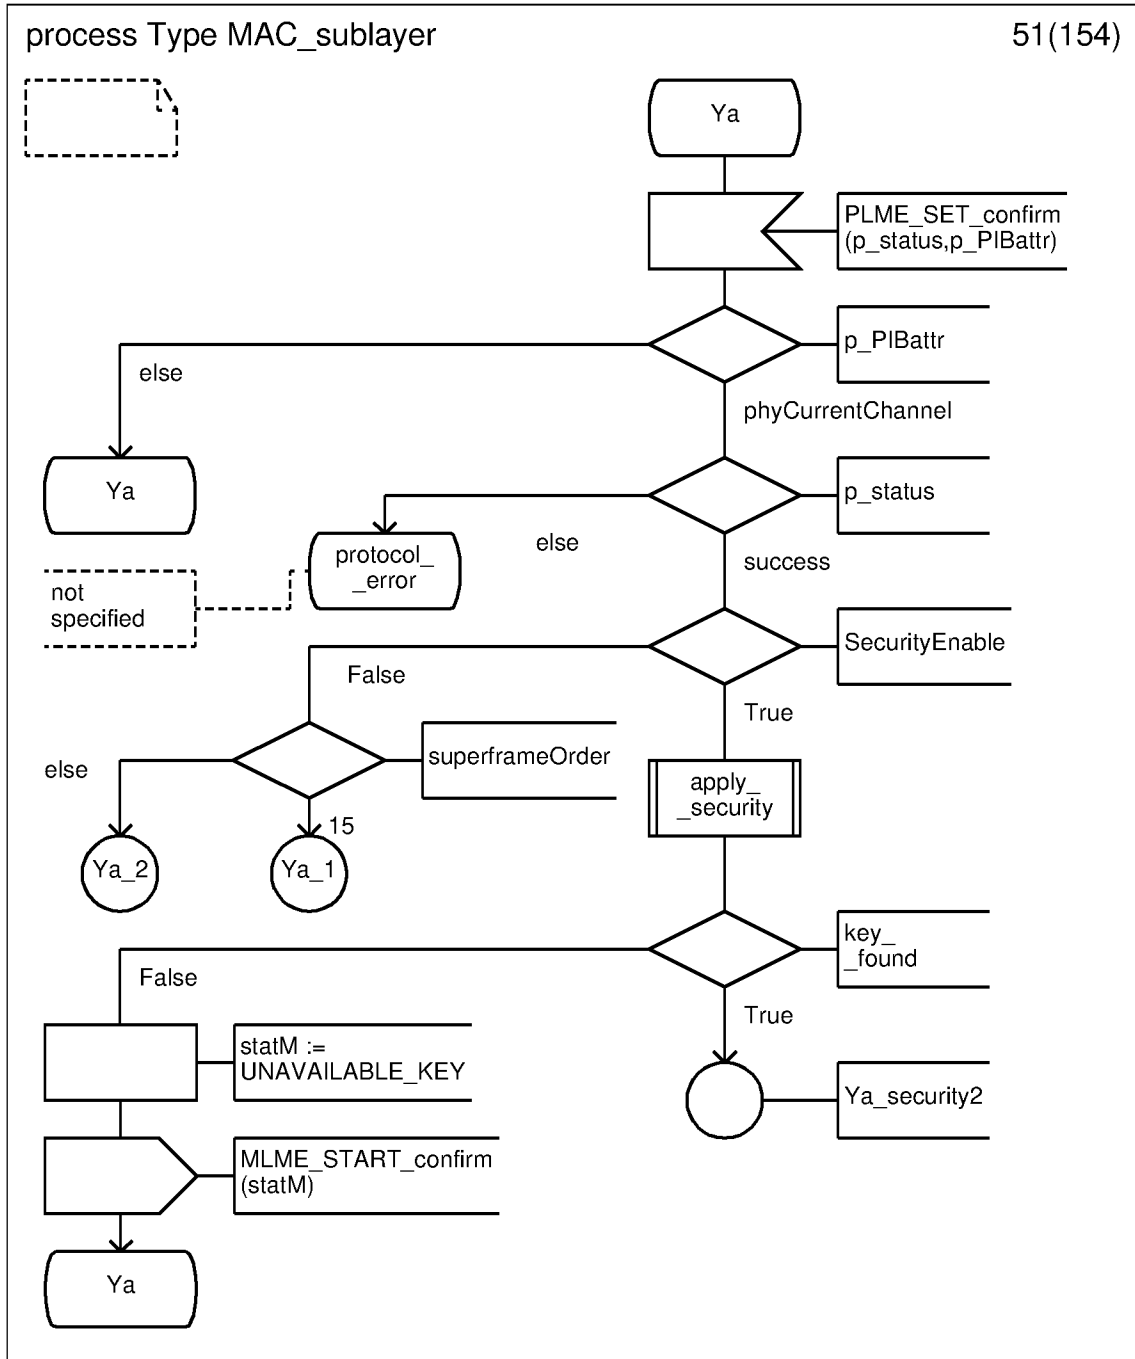 process Type MAC_sublayer
51(154)
Ya
PLME_SET_confirm
(p_status,p_PIBattr)
p_PIBattr
else
phyCurrentChannel
Ya
p_status
else
protocol_
_error
success
not
specified
SecurityEnable
False
True
superframeOrder
else
apply_
_security
15
Ya_2
Ya_1
key_
_found
False
True
statM :=
UNAVAILABLE_KEY
Ya_security2
MLME_START_confirm
(statM)
Ya